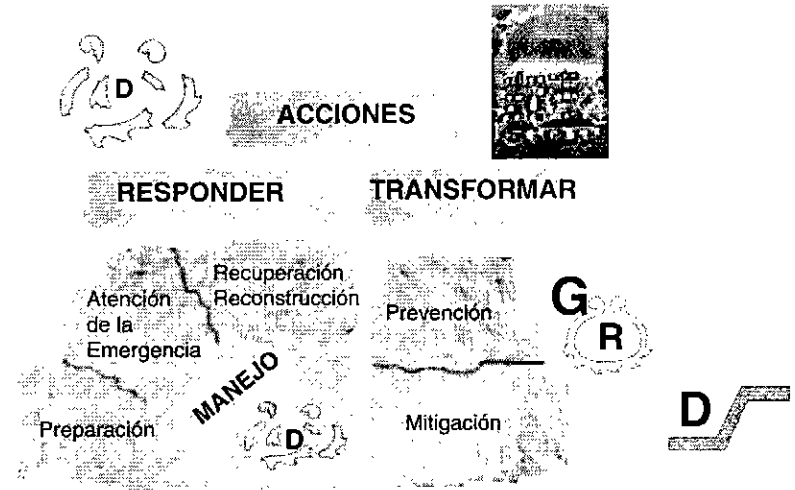 D
ACCIONES
RESPONDER
TRANSFORMAR
Atención
de la
Emergencia
Recuperación
Reconstrucción
Prevención
G
R
MANEJO
Preparación
D
Mitigación
D